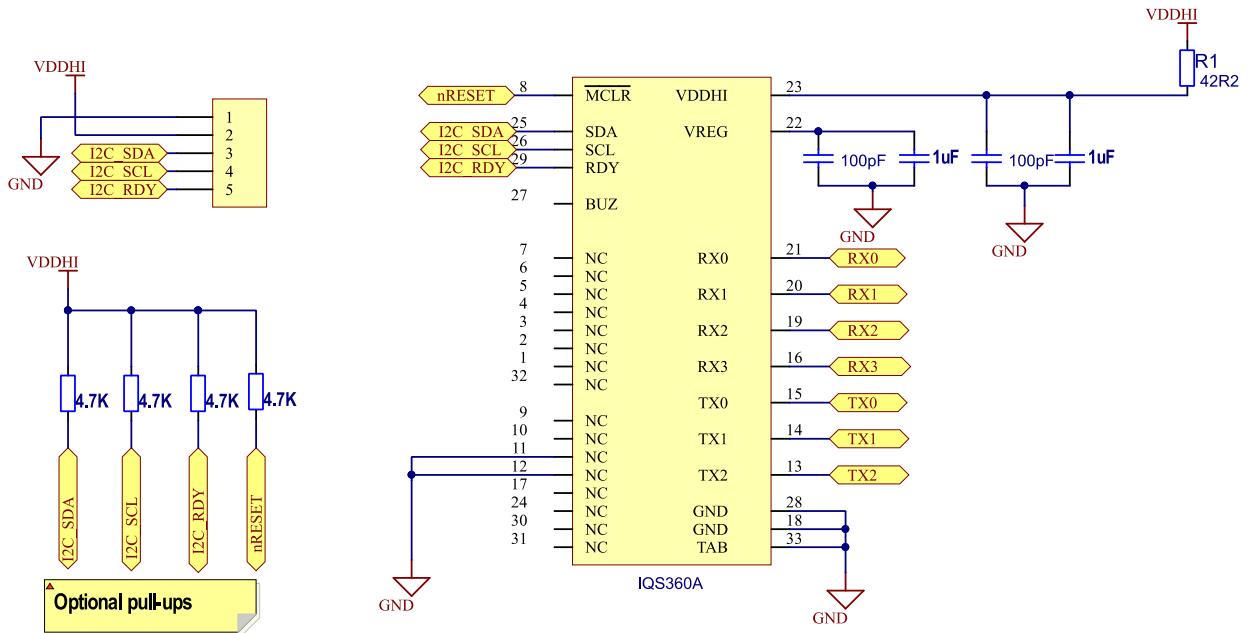 VDDHI
1
2
I2C_SDA 3
I2C_SCL 4
I2C_RDY 5
GND
VDDHI
4.7K 4.7K 4.7K 4.7K
I2C_SDA I2C_SCL I2C_RDY nRESET
Optional pull-ups
nRESET 8 MCLR
I2C_SDA 25 SDA
I2C_SCL 26 SCL
I2C_RDY 29 RDY
27 BUZ
7 NC
6 NC
5 NC
4 NC
3 NC
2 NC
1 NC
32 NC
9 NC
10 NC
11 NC
12 NC
17 NC
24 NC
30 NC
31 NC
GND
VDDHI 23
VREG 22
RX0 21 RX0
RX1 20 RX1
RX2 19 RX2
RX3 16 RX3
TX0 15 TX0
TX1 14 TX1
TX2 13 TX2
GND 28
GND 18
TAB 33
IQS360A
GND
100pF 1uF
GND
100pF 1uF
GND
VDDHI
R1
42R2